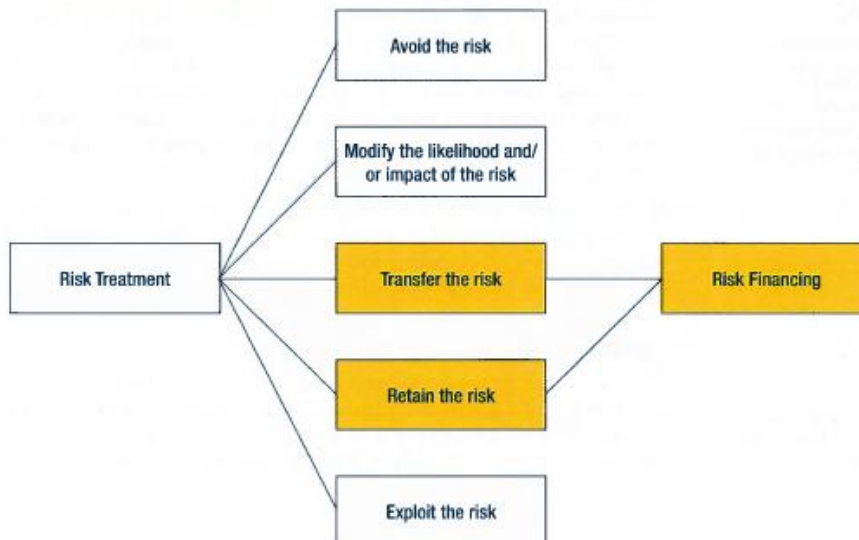 Avoid the risk
Modify the likelihood and/
or impact of the risk
Risk Treatment
Transfer the risk
Risk Financing
Retain the risk
Exploit the risk